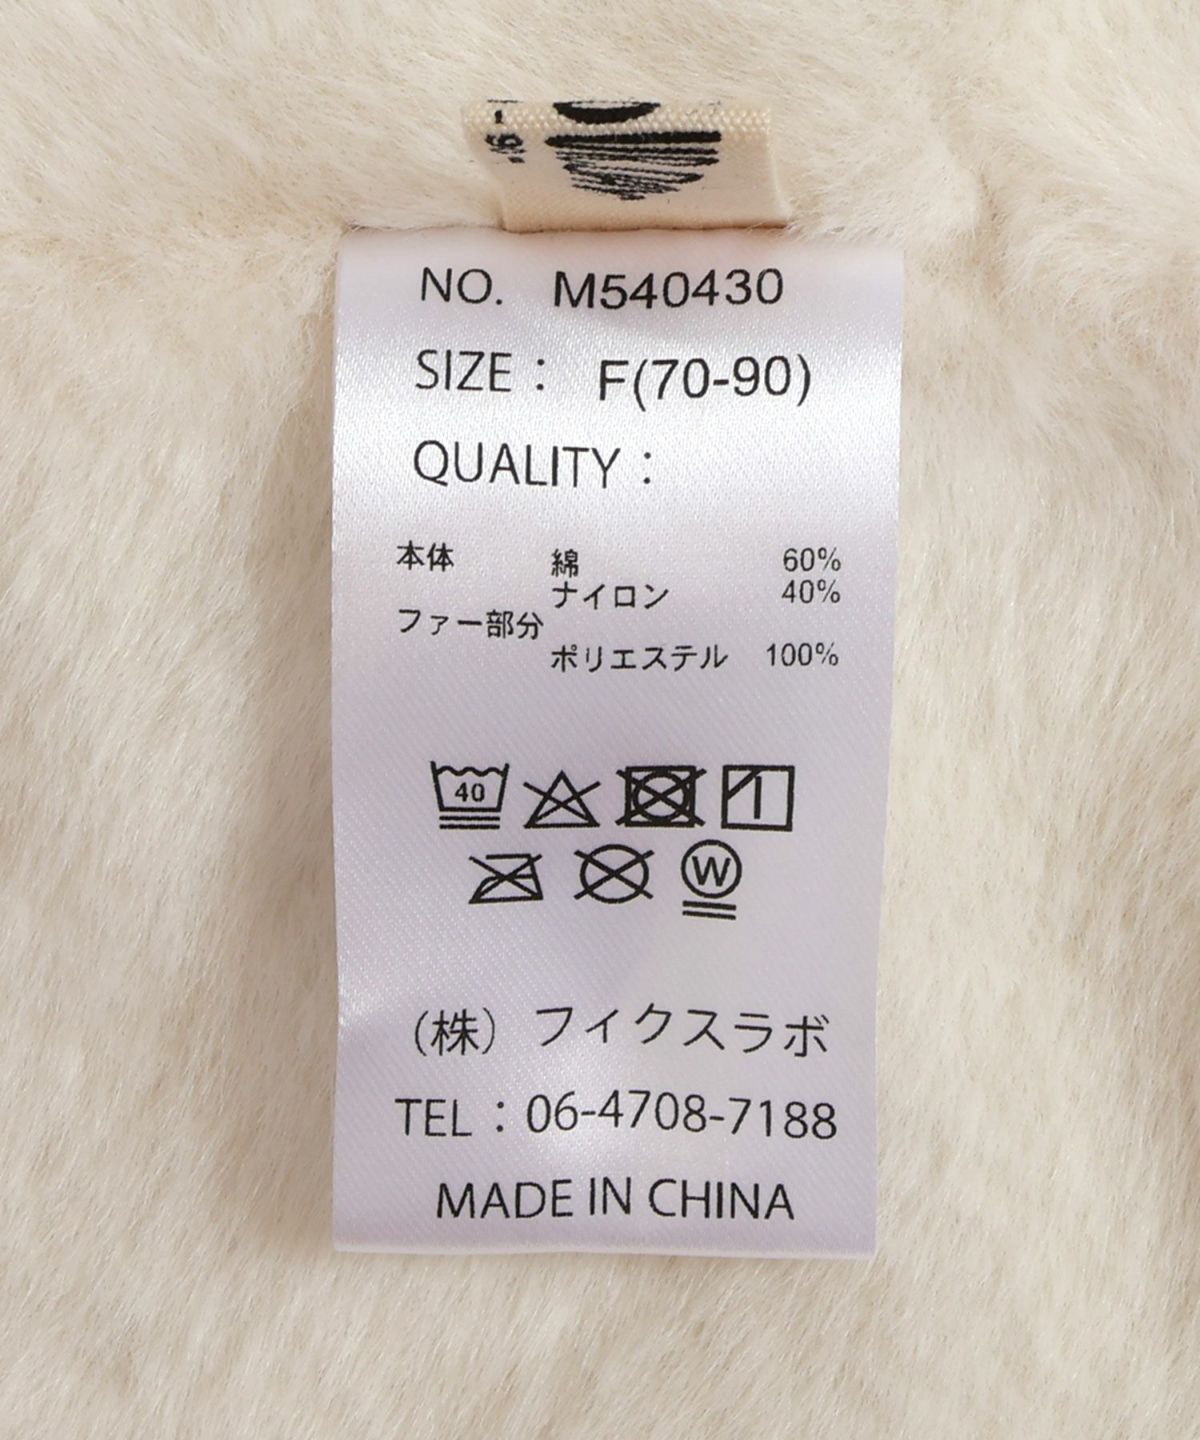 NO. M540430
SIZE : F(70-90)
QUALITY :
本体 綿 60%
ナイロン 40%
ファー部分
ポリエステル 100%
40
W
(株) フィクスラボ
TEL : 06-4708-7188
MADE IN CHINA